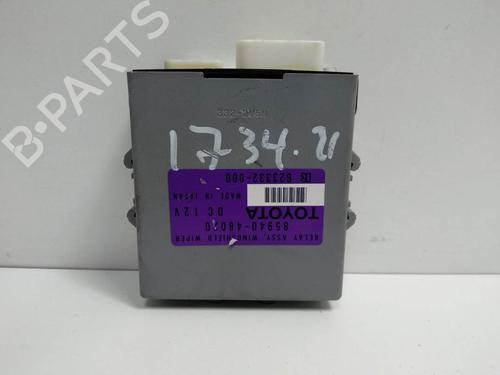 B-PARTS
1734.21
RELAY ASSY, WINDSHIELD WIPER
85940-48020
TOYOTA DC 12V
MADE IN JAPAN
623332-000